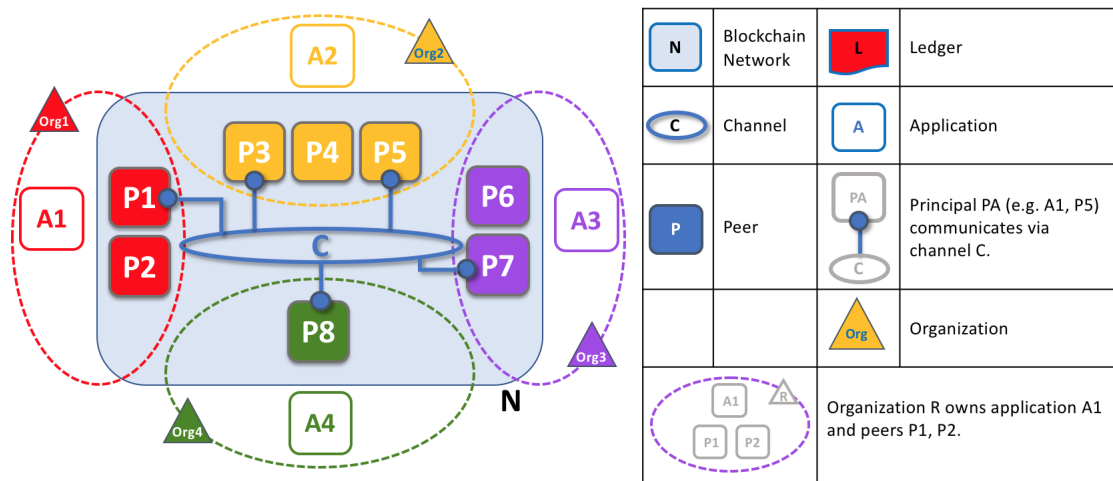 A2
Org2
Org1
P3
P4
P5
P1
P6
A1
A3
C
P2
P7
P8
Org3
N
Org4
A4
N
Blockchain
Network
L
Ledger
C
Channel
A
Application
P
Peer
PA
C
Principal PA (e.g. A1, P5)
communicates via
channel C.
Org
Organization
A1
R
P1
P2
Organization R owns application A1
and peers P1, P2.